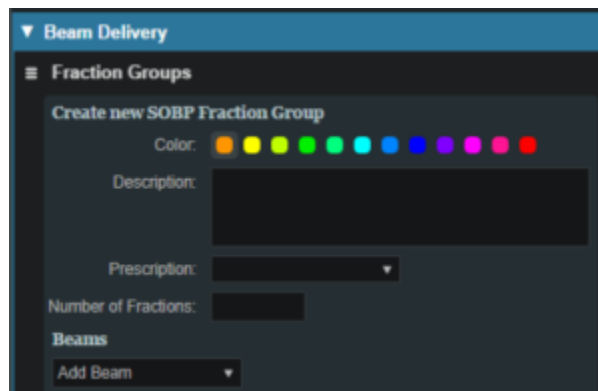 Beam Delivery
Fraction Groups
Create new SOBP Fraction Group
Color:
Description:
Prescription:
Number of Fractions:
Beams
Add Beam